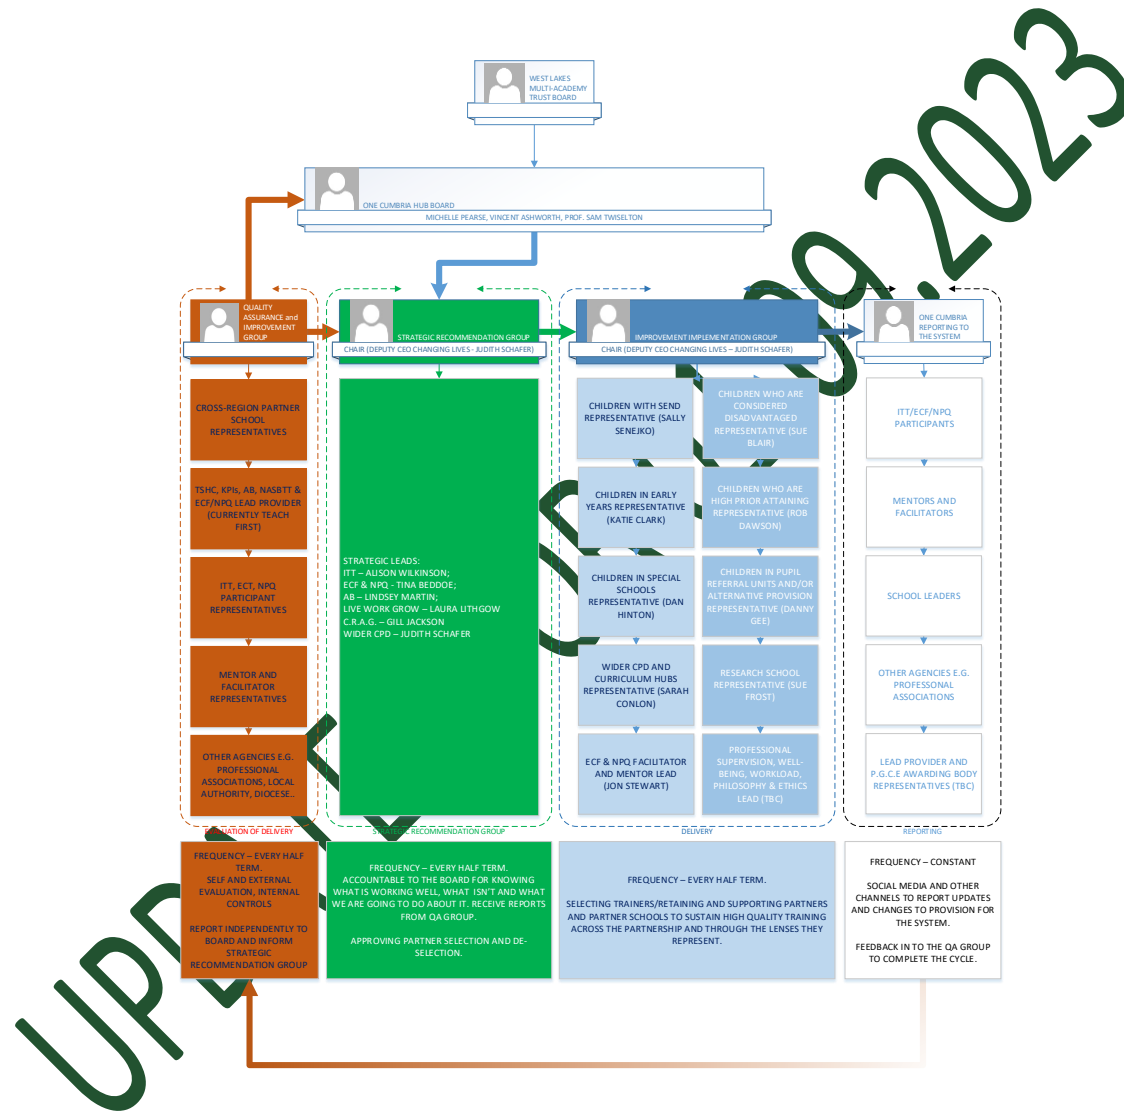 WEST LAKES
MULTI-ACADEMY
TRUST BOARD
ONE CUMBRIA HUB BOARD
MICHELLE PEARSE, VINCENT ASHWORTH, PROF. SAM TWISELTON
QUALITY
ASSURANCE and
IMPROVEMENT
GROUP
STRATEGIC RECOMMENDATION GROUP
CHAIR (DEPUTY CEO CHANGING LIVES - JUDITH SCHAFER)
IMPROVEMENT IMPLEMENTATION GROUP
CHAIR (DEPUTY CEO CHANGING LIVES – JUDITH SCHAFER)
ONE CUMBRIA
REPORTING TO
THE SYSTEM
CROSS-REGION PARTNER
SCHOOL
REPRESENTATIVES
TSHC, KPIs, AB, NASBTT &
ECF/NPQ LEAD PROVIDER
(CURRENTLY TEACH
FIRST)
ITT, ECT, NPQ
PARTICIPANT
REPRESENTATIVES
MENTOR AND
FACILITATOR
REPRESENTATIVES
OTHER AGENCIES E.G.
PROFESSIONAL
ASSOCIATIONS, LOCAL
AUTHORITY, DIOCESE..
STRATEGIC LEADS:
ITT – ALISON WILKINSON;
ECF & NPQ - TINA BEDDOE;
AB – LINDSEY MARTIN;
LIVE WORK GROW – LAURA LITHGOW
C.R.A.G. – GILL JACKSON
WIDER CPD – JUDITH SCHAFER
CHILDREN WITH SEND
REPRESENTATIVE (SALLY
SENEJKO)
CHILDREN WHO ARE
CONSIDERED
DISADVANTAGED
REPRESENTATIVE (SUE
BLAIR)
CHILDREN IN EARLY
YEARS REPRESENTATIVE
(KATIE CLARK)
CHILDREN WHO ARE
HIGH PRIOR ATTAINING
REPRESENTATIVE (ROB
DAWSON)
CHILDREN IN SPECIAL
SCHOOLS
REPRESENTATIVE (DAN
HINTON)
CHILDREN IN PUPIL
REFERRAL UNITS AND/OR
ALTERNATIVE PROVISION
REPRESENTATIVE (DANNY
GEE)
WIDER CPD AND
CURRICULUM HUBS
REPRESENTATIVE (SARAH
CONLON)
RESEARCH SCHOOL
REPRESENTATIVE (SUE
FROST)
ECF & NPQ FACILITATOR
AND MENTOR LEAD
(JON STEWART)
PROFESSIONAL
SUPERVISION, WELL-
BEING, WORKLOAD,
PHILOSOPHY & ETHICS
LEAD (TBC)
ITT/ECF/NPQ
PARTICIPANTS
MENTORS AND
FACILITATORS
SCHOOL LEADERS
OTHER AGENCIES E.G.
PROFESSONAL
ASSOCIATIONS
LEAD PROVIDER AND
P.G.C.E AWARDING BODY
REPRESENTATIVES (TBC)
EVALUATION OF DELIVERY
STRATEGIC RECOMMENDATION GROUP
DELIVERY
REPORTING
FREQUENCY – EVERY HALF
TERM.
SELF AND EXTERNAL
EVALUATION, INTERNAL
CONTROLS
REPORT INDEPENDENTLY TO
BOARD AND INFORM
STRATEGIC
RECOMMENDATION GROUP
FREQUENCY – EVERY HALF TERM.
ACCOUNTABLE TO THE BOARD FOR KNOWING
WHAT IS WORKING WELL, WHAT ISN'T AND WHAT
WE ARE GOING TO DO ABOUT IT. RECEIVE REPORTS
FROM QA GROUP.
APPROVING PARTNER SELECTION AND DE-
SELECTION.
FREQUENCY – EVERY HALF TERM.
SELECTING TRAINERS/RETAINING AND SUPPORTING PARTNERS
AND PARTNER SCHOOLS TO SUSTAIN HIGH QUALITY TRAINING
ACROSS THE PARTNERSHIP AND THROUGH THE LENSES THEY
REPRESENT.
FREQUENCY – CONSTANT
SOCIAL MEDIA AND OTHER
CHANNELS TO REPORT UPDATES
AND CHANGES TO PROVISION FOR
THE SYSTEM.
FEEDBACK IN TO THE QA GROUP
TO COMPLETE THE CYCLE.
09.2023